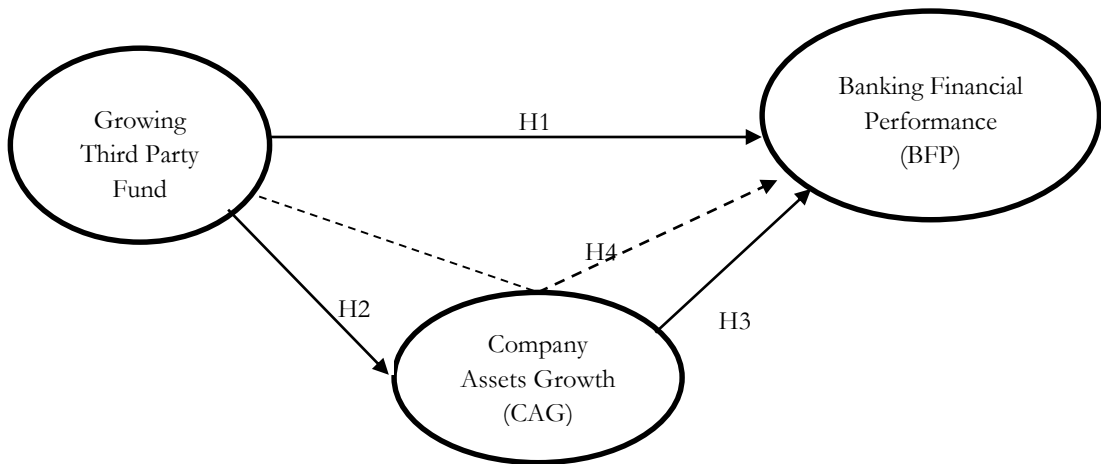 Growing
Third Party
Fund
H1
Banking Financial
Performance
(BFP)
H2
H4
H3
Company
Assets Growth
(CAG)